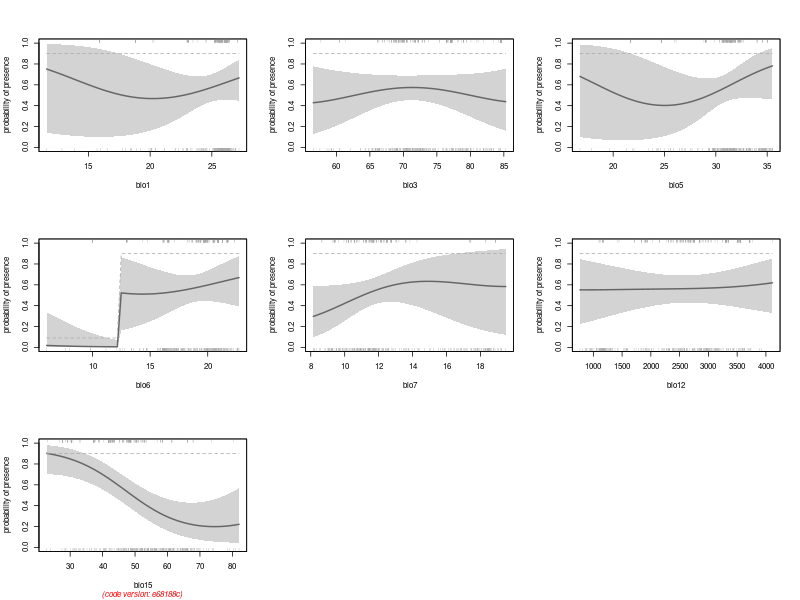 probability of presence
0.0 0.2 0.4 0.6 0.8 1.0
15 20 25
bio1
probability of presence
0.0 0.2 0.4 0.6 0.8 1.0
60 65 70 75 80 85
bio3
probability of presence
0.0 0.2 0.4 0.6 0.8 1.0
20 25 30 35
bio5
probability of presence
0.0 0.2 0.4 0.6 0.8 1.0
10 15 20
bio6
probability of presence
0.0 0.2 0.4 0.6 0.8 1.0
8 10 12 14 16 18
bio7
probability of presence
0.0 0.2 0.4 0.6 0.8 1.0
1000 1500 2000 2500 3000 3500 4000
bio12
probability of presence
0.0 0.2 0.4 0.6 0.8 1.0
30 40 50 60 70 80
bio15
(code version: e68188c)